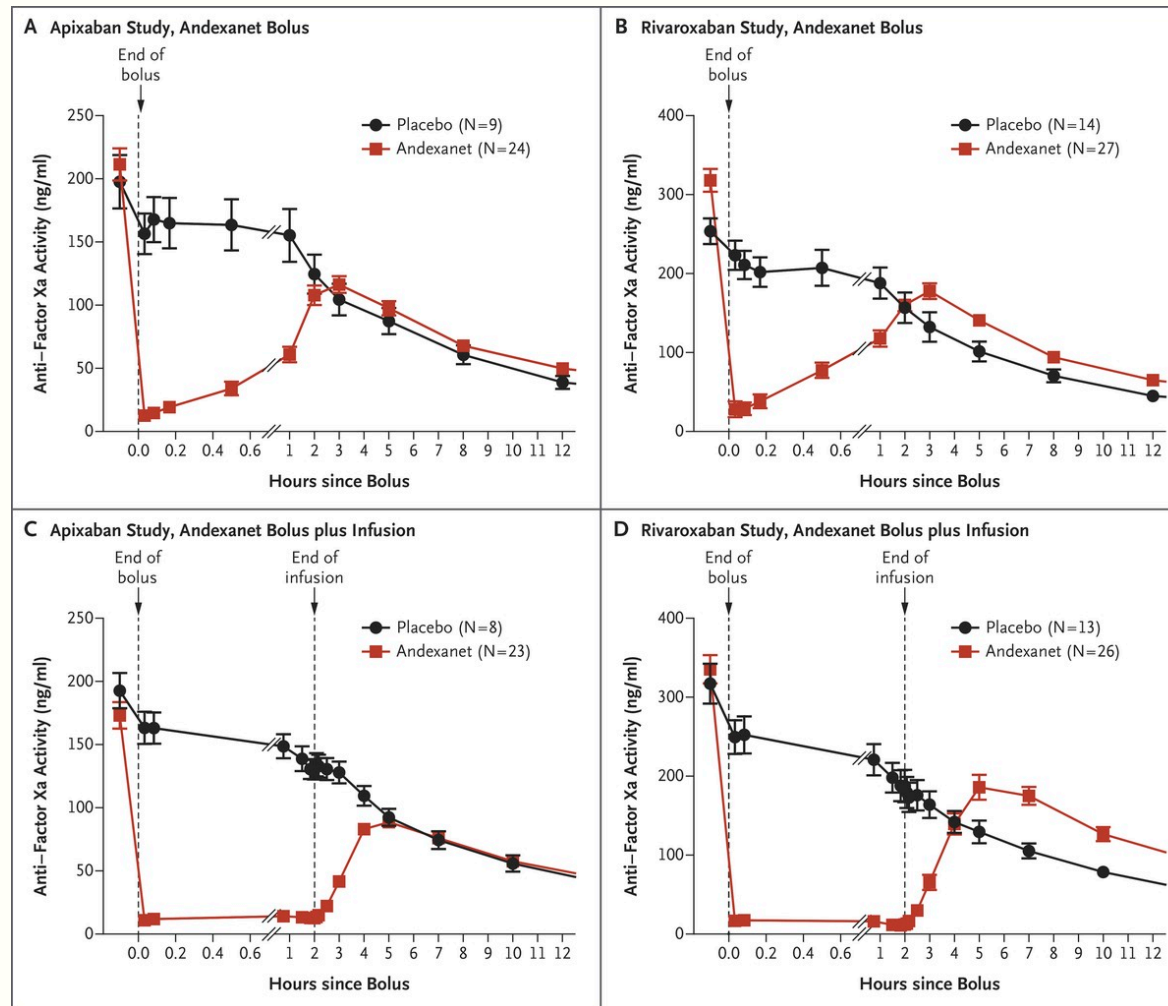 A Apixaban Study, Andexanet Bolus
End of
bolus
Placebo (N=9)
Andexanet (N=24)
Anti–Factor Xa Activity (ng/ml)
250
200
150
100
50
0
0.0 0.2 0.4 0.6 1 2 3 4 5 6 7 8 9 10 11 12
Hours since Bolus
B Rivaroxaban Study, Andexanet Bolus
End of
bolus
Placebo (N=14)
Andexanet (N=27)
Anti–Factor Xa Activity (ng/ml)
400
300
200
100
0
0.0 0.2 0.4 0.6 1 2 3 4 5 6 7 8 9 10 11 12
Hours since Bolus
C Apixaban Study, Andexanet Bolus plus Infusion
End of
bolus
End of
infusion
Placebo (N=8)
Andexanet (N=23)
Anti–Factor Xa Activity (ng/ml)
250
200
150
100
50
0
0.0 0.2 0.4 0.6 1 2 3 4 5 6 7 8 9 10 11 12
Hours since Bolus
D Rivaroxaban Study, Andexanet Bolus plus Infusion
End of
bolus
End of
infusion
Placebo (N=13)
Andexanet (N=26)
Anti–Factor Xa Activity (ng/ml)
400
300
200
100
0
0.0 0.2 0.4 0.6 1 2 3 4 5 6 7 8 9 10 11 12
Hours since Bolus